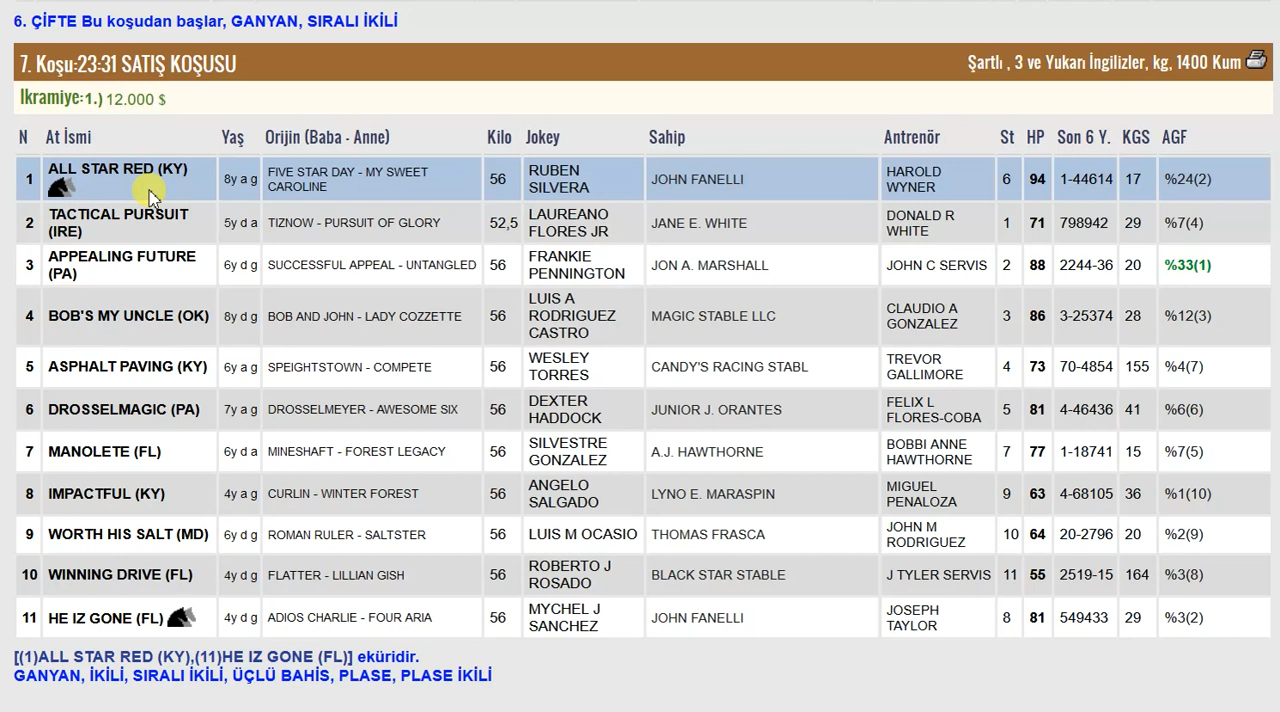 6. ÇİFTE Bu koşudan başlar, GANYAN, SIRALI İKİLİ
7. Koşu:23:31 SATIŞ KOŞUSU Şartlı , 3 ve Yukarı İngilizler, kg, 1400 Kum
İkramiye:1.) 12.000 $
N At İsmi Yaş Orijin (Baba - Anne) Kilo Jokey Sahip Antrenör St HP Son 6 Y. KGS AGF
1 ALL STAR RED (KY) 8y a g FIVE STAR DAY - MY SWEET CAROLINE 56 RUBEN SILVERA JOHN FANELLI HAROLD WYNER 6 94 1-44614 17 %24(2)
2 TACTICAL PURSUIT (IRE) 5y d a TIZNOW - PURSUIT OF GLORY 52,5 LAUREANO FLORES JR JANE E. WHITE DONALD R WHITE 1 71 798942 29 %7(4)
3 APPEALING FUTURE (PA) 6y d g SUCCESSFUL APPEAL - UNTANGLED 56 FRANKIE PENNINGTON JON A. MARSHALL JOHN C SERVIS 2 88 2244-36 20 %33(1)
4 BOB'S MY UNCLE (OK) 8y d g BOB AND JOHN - LADY COZZETTE 56 LUIS A RODRIGUEZ CASTRO MAGIC STABLE LLC CLAUDIO A GONZALEZ 3 86 3-25374 28 %12(3)
5 ASPHALT PAVING (KY) 6y a g SPEIGHTSTOWN - COMPETE 56 WESLEY TORRES CANDY'S RACING STABL TREVOR GALLIMORE 4 73 70-4854 155 %4(7)
6 DROSSELMAGIC (PA) 7y a g DROSSELMEYER - AWESOME SIX 56 DEXTER HADDOCK JUNIOR J. ORANTES FELIX L FLORES-COBA 5 81 4-46436 41 %6(6)
7 MANOLETE (FL) 6y d a MINESHAFT - FOREST LEGACY 56 SILVESTRE GONZALEZ A.J. HAWTHORNE BOBBI ANNE HAWTHORNE 7 77 1-18741 15 %7(5)
8 IMPACTFUL (KY) 4y a g CURLIN - WINTER FOREST 56 ANGELO SALGADO LYNO E. MARASPIN MIGUEL PENALOZA 9 63 4-68105 36 %1(10)
9 WORTH HIS SALT (MD) 6y d g ROMAN RULER - SALTSTER 56 LUIS M OCASIO THOMAS FRASCA JOHN M RODRIGUEZ 10 64 20-2796 20 %2(9)
10 WINNING DRIVE (FL) 4y d g FLATTER - LILLIAN GISH 56 ROBERTO J ROSADO BLACK STAR STABLE J TYLER SERVIS 11 55 2519-15 164 %3(8)
11 HE IZ GONE (FL) 4y d g ADIOS CHARLIE - FOUR ARIA 56 MYCHEL J SANCHEZ JOHN FANELLI JOSEPH TAYLOR 8 81 549433 29 %3(2)
[(1)ALL STAR RED (KY),(11)HE IZ GONE (FL)] eküridir.
GANYAN, İKİLİ, SIRALI İKİLİ, ÜÇLÜ BAHİS, PLASE, PLASE İKİLİ